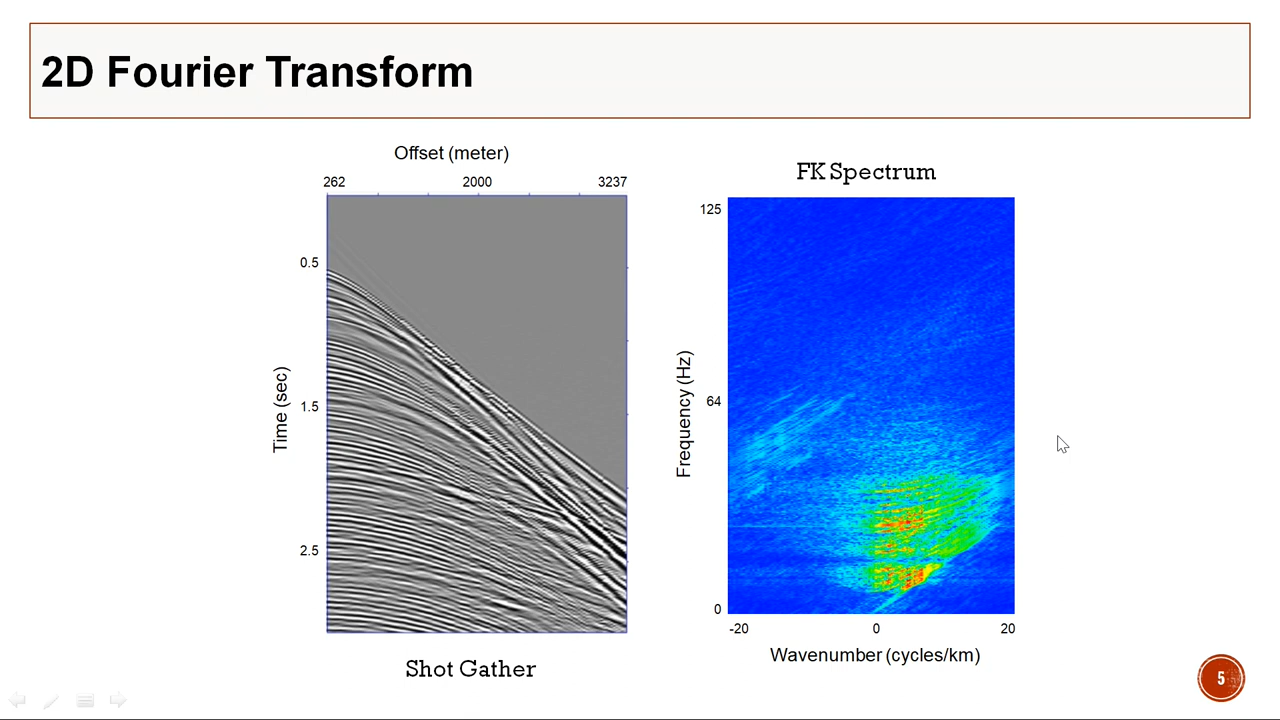 2D Fourier Transform
Offset (meter)
262 2000 3237
0.5
1.5
2.5
Time (sec)
Shot Gather
FK Spectrum
125
64
0
Frequency (Hz)
-20 0 20
Wavenumber (cycles/km)
5